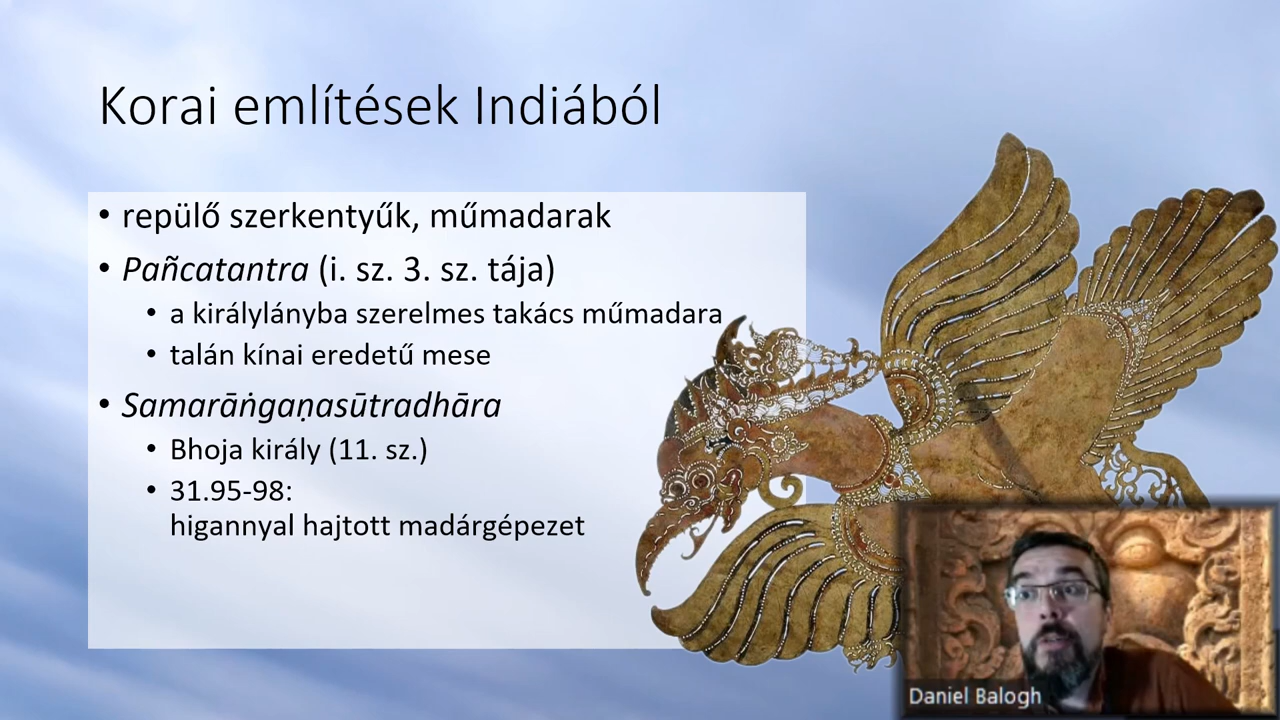 Korai említések Indiából
• repülő szerkentyűk, műmadarak
• Pañcatantra (i. sz. 3. sz. tája)
• a királylányba szerelmes takács műmadara
• talán kínai eredetű mese
• Samarāṅgaṇasūtradhāra
• Bhoja király (11. sz.)
• 31.95-98:
higannyal hajtott madárgépezet
Daniel Balogh